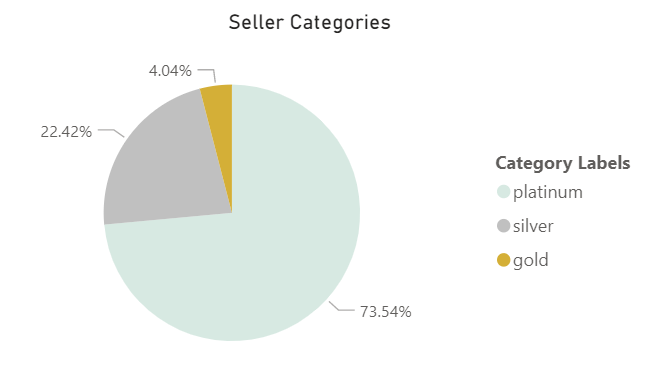 Seller Categories
4.04%
22.42%
73.54%
Category Labels
platinum
silver
gold